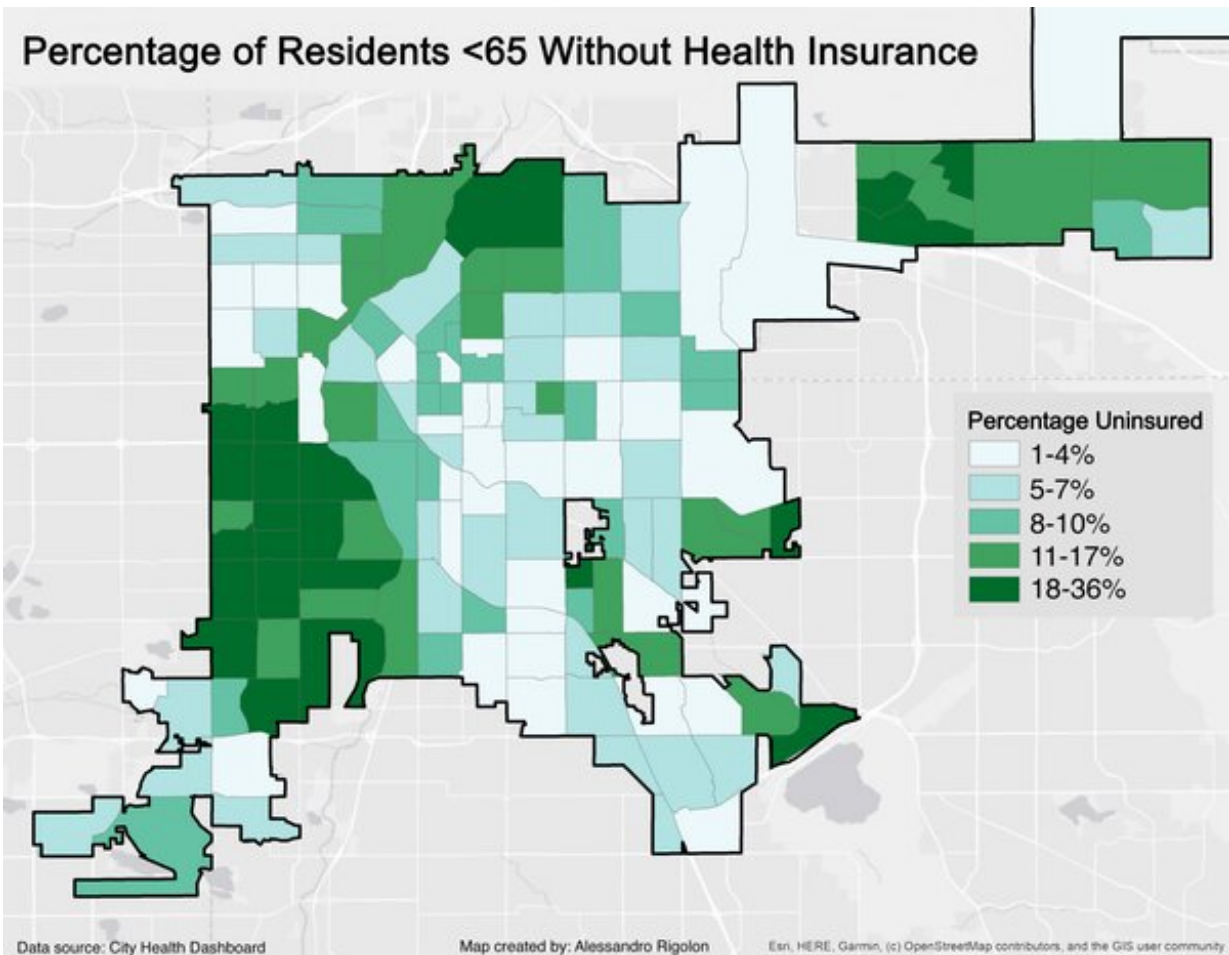 Percentage of Residents <65 Without Health Insurance
Percentage Uninsured
1-4%
5-7%
8-10%
11-17%
18-36%
Data source: City Health Dashboard
Map created by: Alessandro Rigolon
Esri, HERE, Garmin, (c) OpenStreetMap contributors, and the GIS user community